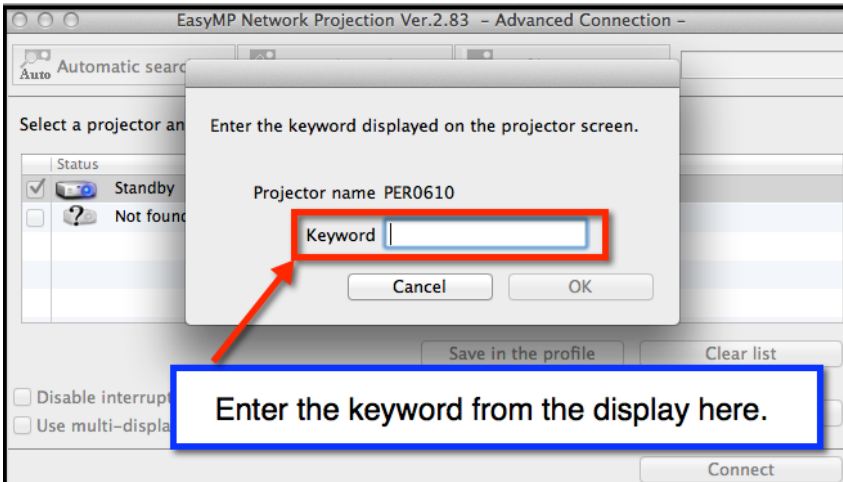 EasyMP Network Projection Ver.2.83 - Advanced Connection -
Auto Automatic searc
Select a projector an
Status
Standby
Not found
Enter the keyword displayed on the projector screen.
Projector name PER0610
Keyword
Cancel OK
Save in the profile Clear list
Disable interrupt
Use multi-displa
Enter the keyword from the display here.
Connect